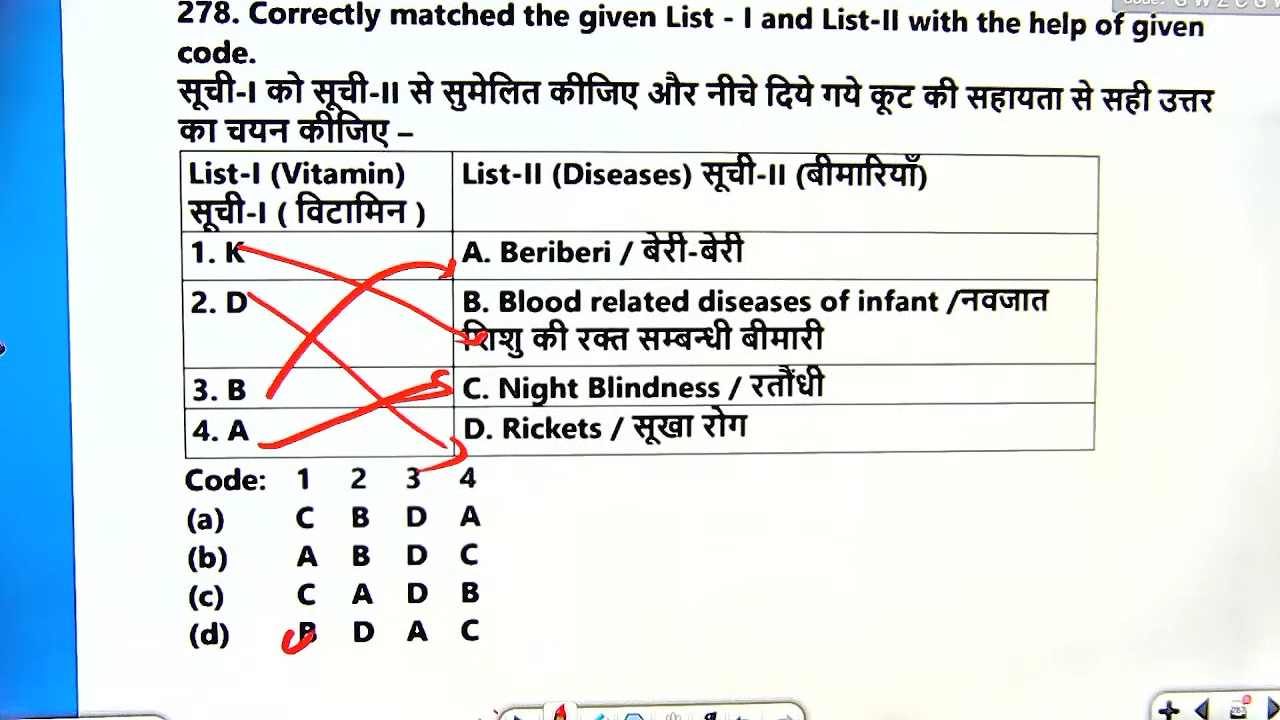 278. Correctly matched the given List - I and List-II with the help of given
code.
सूची-I को सूची-II से सुमेलित कीजिए और नीचे दिये गये कूट की सहायता से सही उत्तर
का चयन कीजिए –
List-I (Vitamin) List-II (Diseases) सूची-II (बीमारियाँ)
सूची-I ( विटामिन )
1. K A. Beriberi / बेरी-बेरी
2. D B. Blood related diseases of infant /नवजात
शिशु की रक्त सम्बन्धी बीमारी
3. B C. Night Blindness / रतौंधी
4. A D. Rickets / सूखा रोग
Code: 1 2 3 4
(a) C B D A
(b) A B D C
(c) C A D B
(d) B D A C